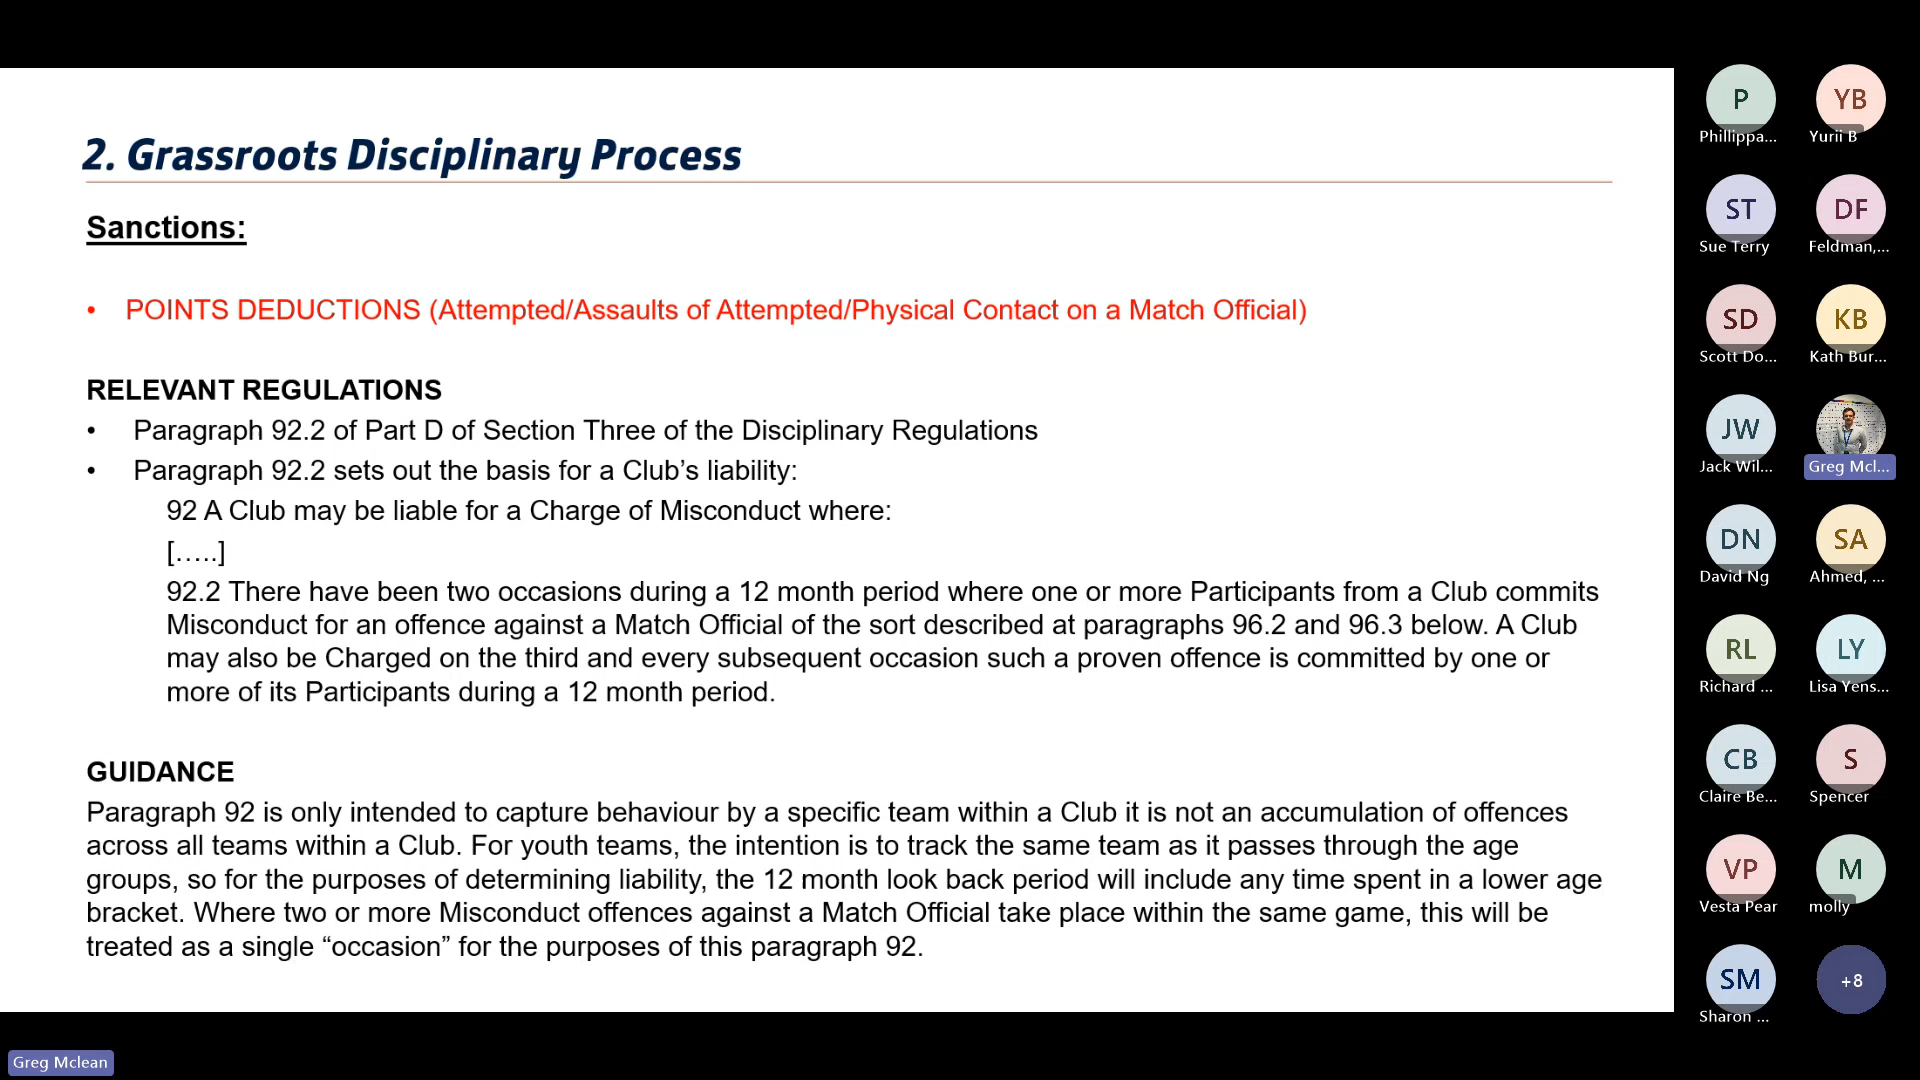 2. Grassroots Disciplinary Process
Sanctions:
• POINTS DEDUCTIONS (Attempted/Assaults of Attempted/Physical Contact on a Match Official)
RELEVANT REGULATIONS
• Paragraph 92.2 of Part D of Section Three of the Disciplinary Regulations
• Paragraph 92.2 sets out the basis for a Club's liability:
92 A Club may be liable for a Charge of Misconduct where:
[…..]
92.2 There have been two occasions during a 12 month period where one or more Participants from a Club commits
Misconduct for an offence against a Match Official of the sort described at paragraphs 96.2 and 96.3 below. A Club
may also be Charged on the third and every subsequent occasion such a proven offence is committed by one or
more of its Participants during a 12 month period.
GUIDANCE
Paragraph 92 is only intended to capture behaviour by a specific team within a Club it is not an accumulation of offences
across all teams within a Club. For youth teams, the intention is to track the same team as it passes through the age
groups, so for the purposes of determining liability, the 12 month look back period will include any time spent in a lower age
bracket. Where two or more Misconduct offences against a Match Official take place within the same game, this will be
treated as a single “occasion” for the purposes of this paragraph 92.
P
Phillippa...
YB
Yurii B
ST
Sue Terry
DF
Feldman,...
SD
Scott Do...
KB
Kath Bur...
JW
Jack Wil...
Greg Mcl...
DN
David Ng
SA
Ahmed, ...
RL
Richard ...
LY
Lisa Yens...
CB
Claire Be...
S
Spencer
VP
Vesta Pear
M
molly
SM
Sharon ...
+8
Greg Mclean